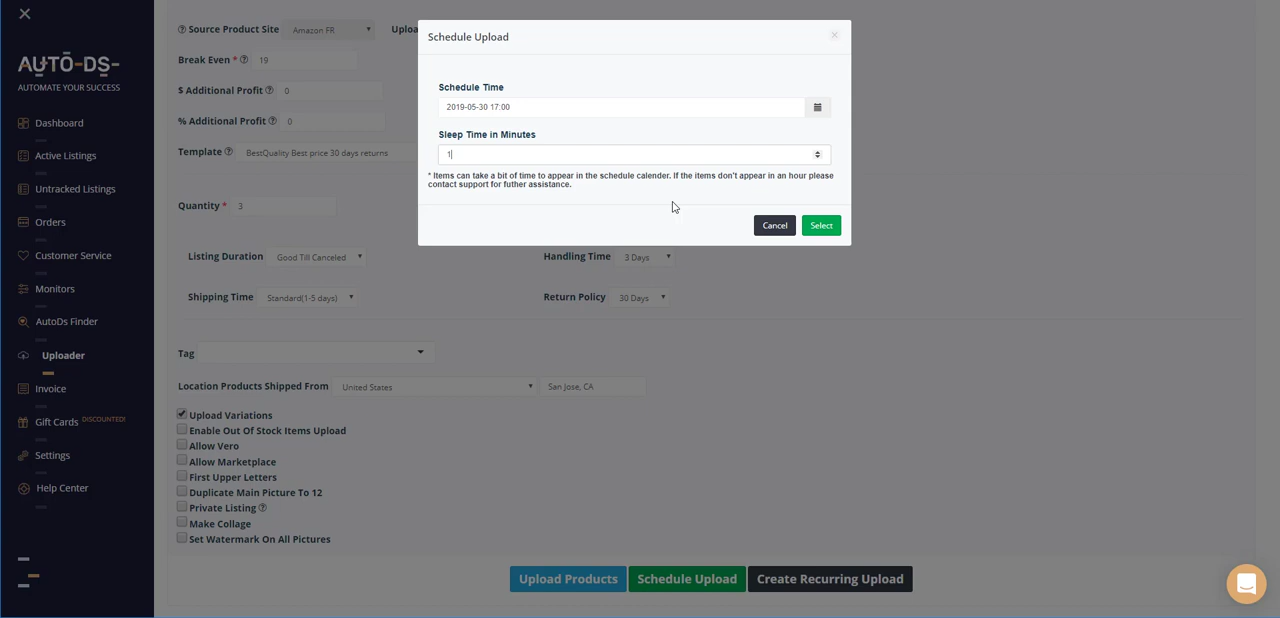 AUTO-DS-
AUTOMATE YOUR SUCCESS
Dashboard
Active Listings
Untracked Listings
Orders
Customer Service
Monitors
AutoDs Finder
Uploader
Invoice
Gift Cards DISCOUNTED!
Settings
Help Center
Source Product Site Amazon FR Uploa
Break Even * 19
$ Additional Profit 0
% Additional Profit 0
Template BestQuality Best price 30 days returns
Quantity * 3
Schedule Upload
Schedule Time
2019-05-30 17:00
Sleep Time in Minutes
1
* Items can take a bit of time to appear in the schedule calender. If the items don't appear in an hour please
contact support for futher assistance.
Cancel Select
Listing Duration Good Till Canceled Handling Time 3 Days
Shipping Time Standard(1-5 days) Return Policy 30 Days
Tag
Location Products Shipped From United States San Jose, CA
Upload Variations
Enable Out Of Stock Items Upload
Allow Vero
Allow Marketplace
First Upper Letters
Duplicate Main Picture To 12
Private Listing
Make Collage
Set Watermark On All Pictures
Upload Products Schedule Upload Create Recurring Upload